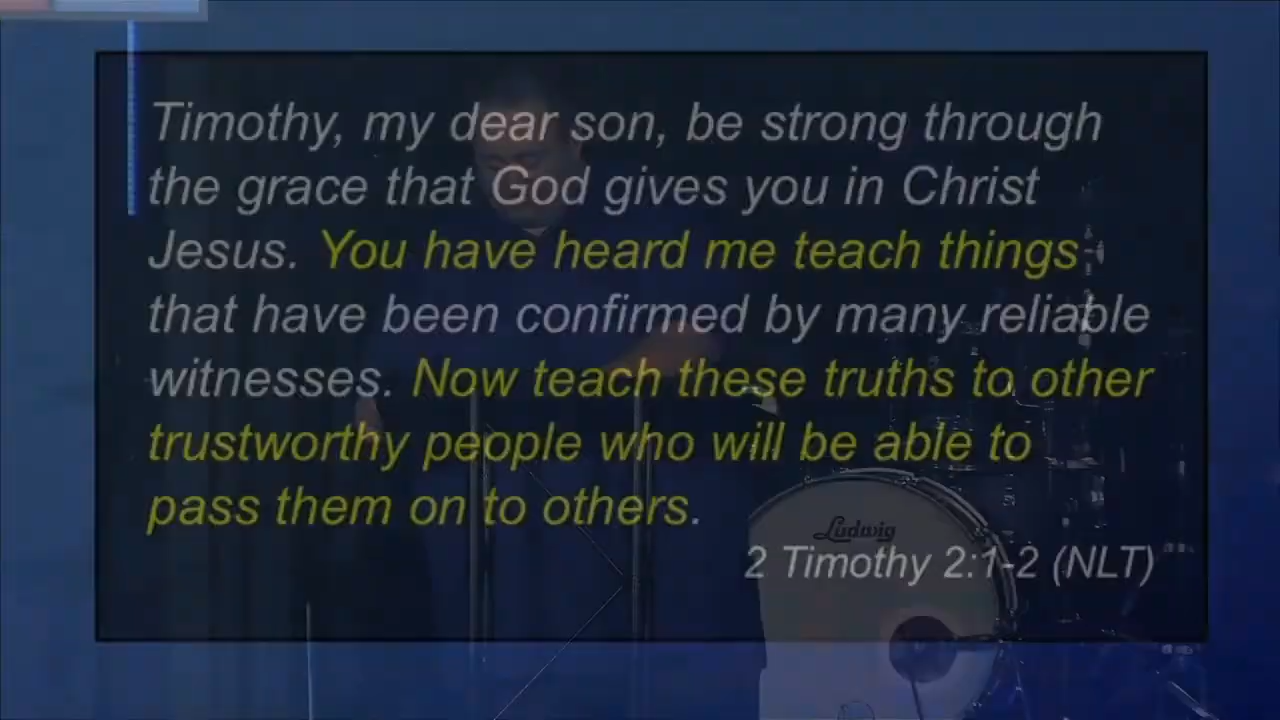 Timothy, my dear son, be strong through
the grace that God gives you in Christ
Jesus. You have heard me teach things
that have been confirmed by many reliable
witnesses. Now teach these truths to other
trustworthy people who will be able to
pass them on to others.
Ludwig
2 Timothy 2:1-2 (NLT)